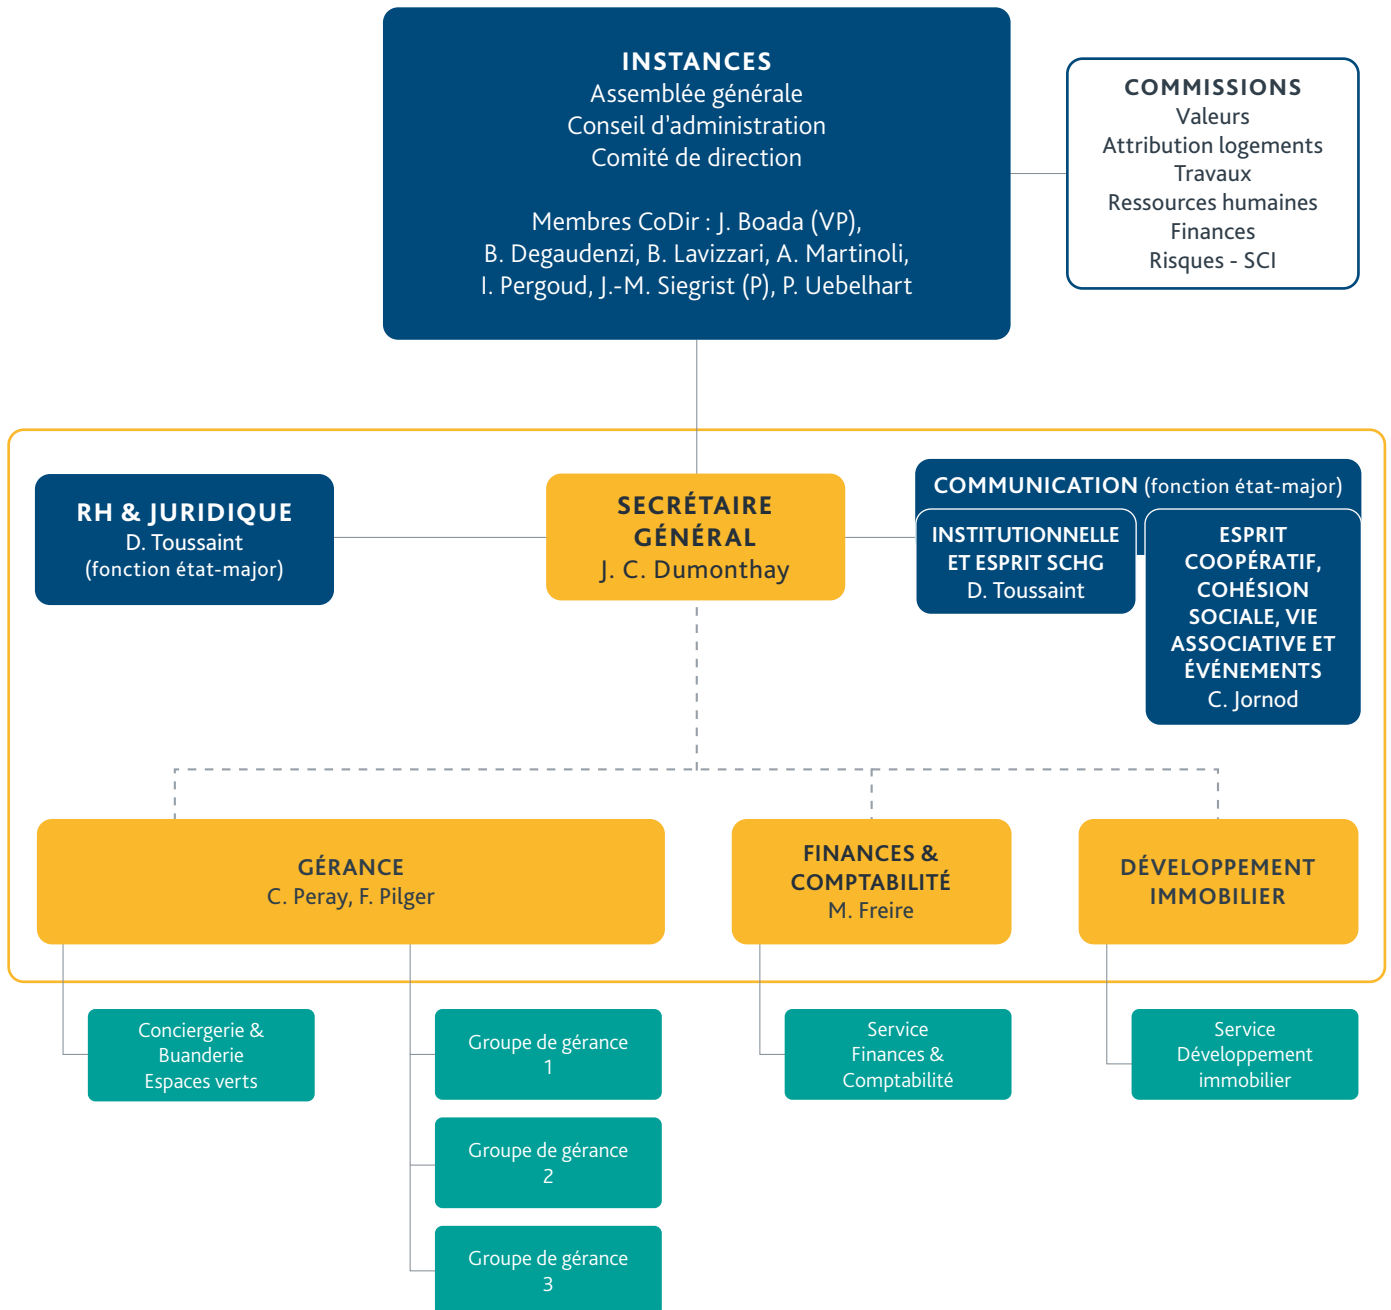 INSTANCES
Assemblée générale
Conseil d'administration
Comité de direction
Membres CoDir : J. Boada (VP),
B. Degaudenzi, B. Lavizzari, A. Martinoli,
I. Pergoud, J.-M. Siegrist (P), P. Uebelhart
COMMISSIONS
Valeurs
Attribution logements
Travaux
Ressources humaines
Finances
Risques - SCI
RH & JURIDIQUE
D. Toussaint
(fonction état-major)
SECRÉTAIRE
GÉNÉRAL
J. C. Dumonthay
COMMUNICATION (fonction état-major)
INSTITUTIONNELLE
ET ESPRIT SCHG
D. Toussaint
ESPRIT
COOPÉRATIF,
COHÉSION
SOCIALE, VIE
ASSOCIATIVE ET
ÉVÉNEMENTS
C. Jornod
GÉRANCE
C. Peray, F. Pilger
FINANCES &
COMPTABILITÉ
M. Freire
DÉVELOPPEMENT
IMMOBILIER
Conciergerie &
Buanderie
Espaces verts
Groupe de gérance
1
Groupe de gérance
2
Groupe de gérance
3
Service
Finances &
Comptabilité
Service
Développement
immobilier